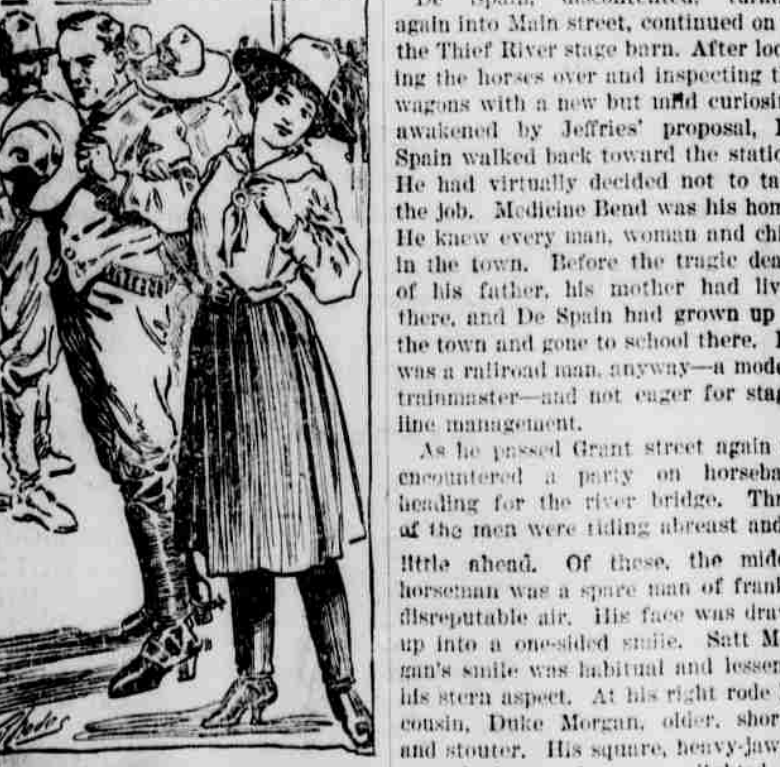 De Spain, discontented,
again into Main street, continued on
the Thief River stage barn. After loo
ing the horses over and inspecting t
wagons with a new but mild curiosi
awakened by Jeffries' proposal,
Spain walked back toward the static
He had virtually decided not to ta
the job. Medicine Bend was his hom
He knew every man, woman and chi
in the town. Before the tragic dea
of his father, his mother had liv
there, and De Spain had grown up
the town and gone to school there.
was a railroad man, anyway—a mode
trainmaster—and not eager for stag
line management.
As he passed Grant street again
encountered a party on horseba
heading for the river bridge. Th
of the men were riding abreast and
little ahead. Of these, the midd
horseman was a spare man of frank
disreputable air. His face was dra
up into a one-sided smile. Satt M
gan's smile was habitual and lessen
his stern aspect. At his right rode
cousin, Duke Morgan, older, shor
and stouter. His square, heavy-jaw
Rhodes